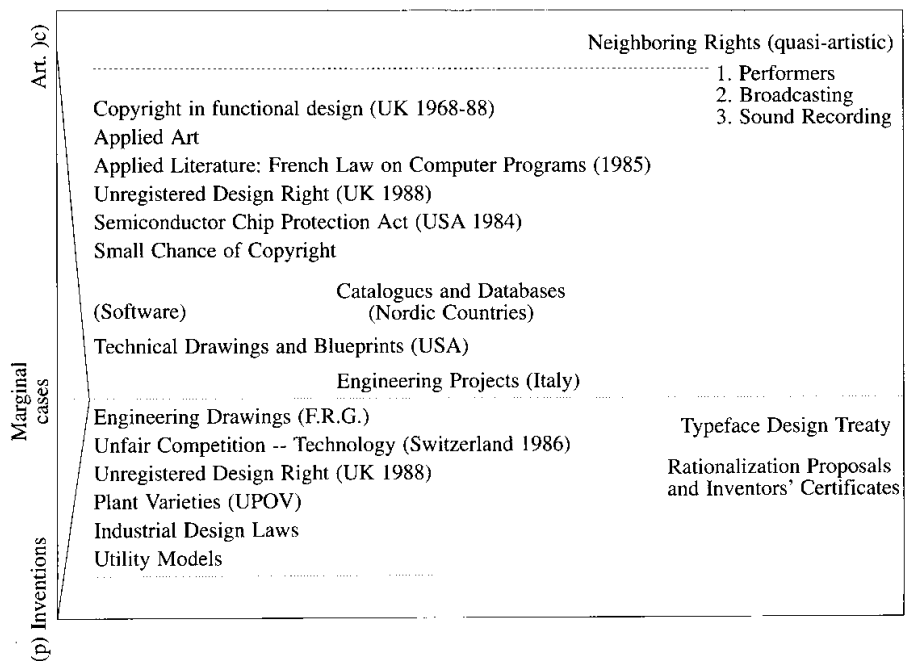 Art. )c)
Neighboring Rights (quasi-artistic)
1. Performers
2. Broadcasting
3. Sound Recording
Copyright in functional design (UK 1968-88)
Applied Art
Applied Literature: French Law on Computer Programs (1985)
Unregistered Design Right (UK 1988)
Semiconductor Chip Protection Act (USA 1984)
Small Chance of Copyright
Catalogucs and Databases
(Software) (Nordic Countries)
Technical Drawings and Blueprints (USA)
Engineering Projects (Italy)
Marginal
cases
Engineering Drawings (F.R.G.)
Typeface Design Treaty
Unfair Competition -- Technology (Switzerland 1986)
Unregistered Design Right (UK 1988)
Rationalization Proposals
and Inventors' Certificates
Plant Varieties (UPOV)
Industrial Design Laws
Utility Models
(p) Inventions